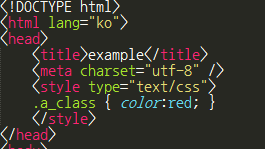 <!DOCTYPE html>
<html lang="ko">
<head>
    <title>example</title>
    <meta charset="utf-8" />
    <style type="text/css">
    .a_class { color:red; }
    </style>
</head>